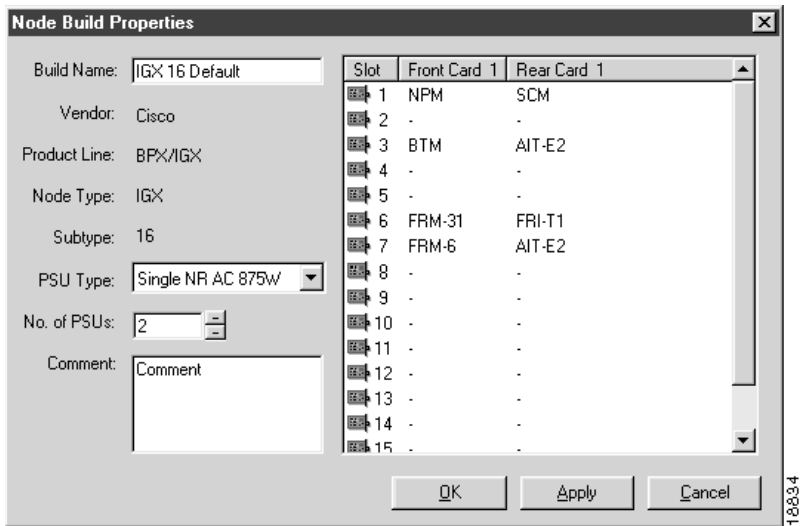 Node Build Properties
Build Name: IGX 16 Default
Vendor: Cisco
Product Line: BPX/IGX
Node Type: IGX
Subtype: 16
PSU Type: Single NR AC 875W
No. of PSUs: 2
Comment: Comment
Slot Front Card 1 Rear Card 1
1 NPM SCM
2 - -
3 BTM AIT-E2
4 - -
5 - -
6 FRM-31 FRI-T1
7 FRM-6 AIT-E2
8 - -
9 - -
10 - -
11 - -
12 - -
13 - -
14 - -
15 - -
OK Apply Cancel
18834